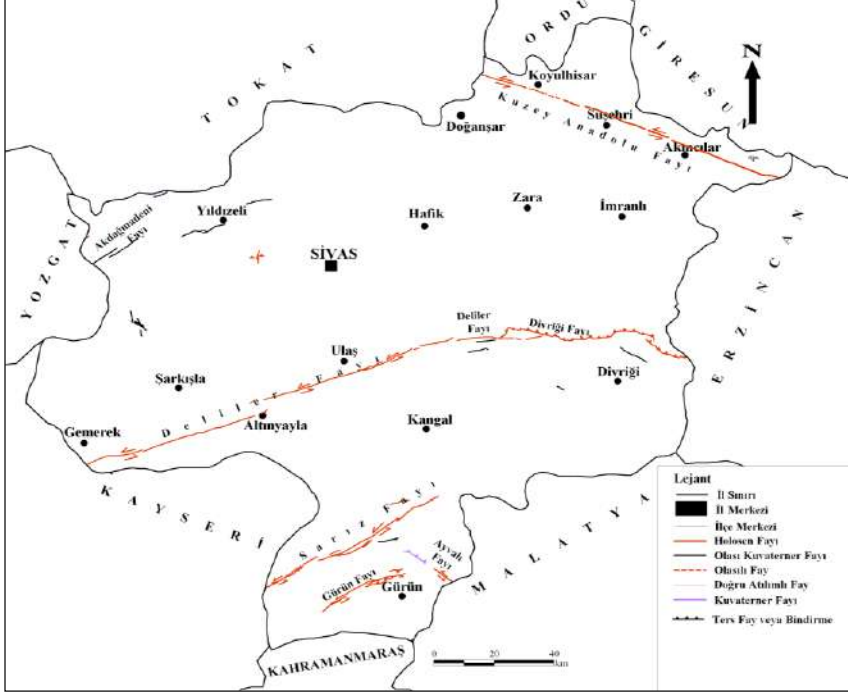 ORDU
GİRESUN
TOKAT
N
Koyulhisar
Kuzey Anadolu Fayı
Suşehri
Doğanşar
Akıncılar
Zara
İmranlı
Hafik
Yıldızeli
Akdağmadeni
Fayı
YOZGAT
SİVAS
ERZİNCAN
Deliler
Fayı
Divriği Fayı
Ulaş
Divriği
Şarkışla
Deliler Fayı
Altınyayla
Kangal
Gemerek
KAYSERİ
Sarız Fayı
MALATYA
Ayvalı
Fayı
Gürün Fayı
Gürün
KAHRAMANMARAŞ
0 20 40
km
Lejant
İl Sınırı
İl Merkezi
İlçe Merkezi
Holosen Fayı
Olası Kuvaterner Fayı
Olasılı Fay
Doğru Atılımlı Fay
Kuvaterner Fayı
Ters Fay veya Bindirme